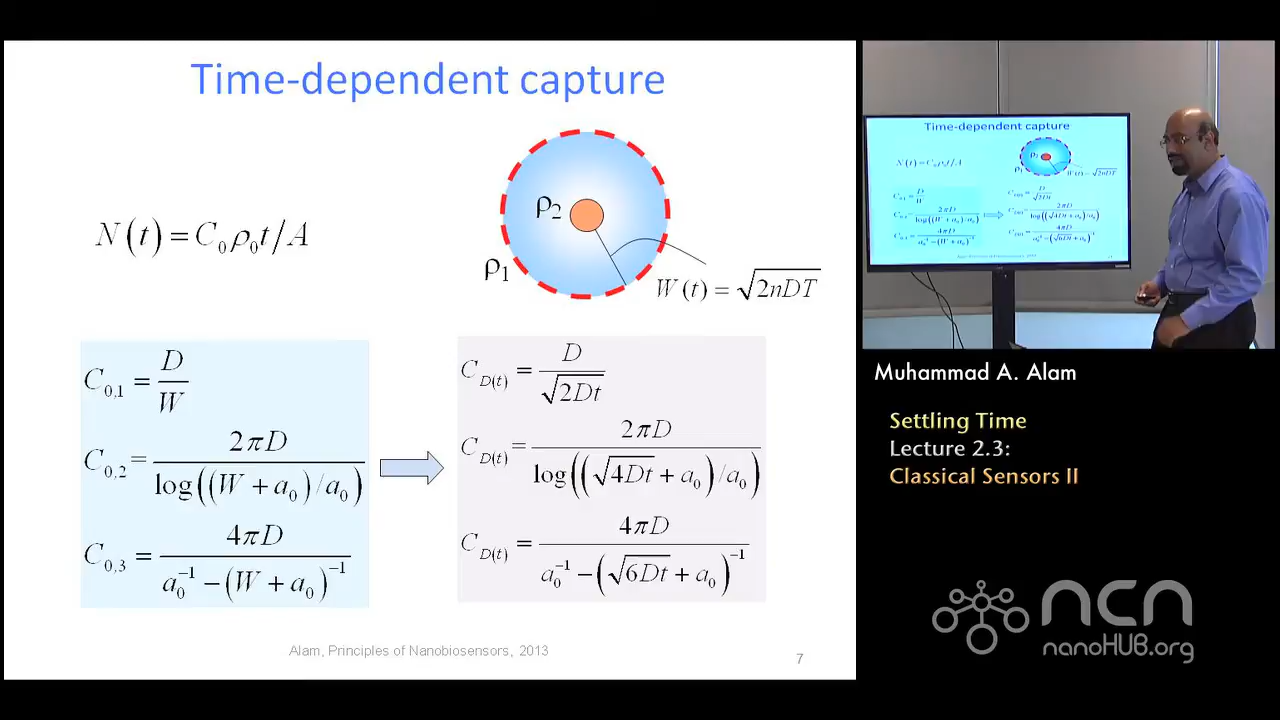 Time-dependent capture
N(t) = C₀ρ₀t/A
ρ₂
ρ₁
W(t) = √(2nDT)
C₀,₁ = D/W
C₀,₂ = 2πD/log((W + a₀)/a₀)
C₀,₃ = 4πD/(a₀⁻¹ − (W + a₀)⁻¹)
C_D(t) = D/√(2Dt)
C_D(t) = 2πD/log((√(4Dt) + a₀)/a₀)
C_D(t) = 4πD/(a₀⁻¹ − (√(6Dt) + a₀)⁻¹)
Alam, Principles of Nanobiosensors, 2013
7
Time-dependent capture
Muhammad A. Alam
Settling Time
Lecture 2.3:
Classical Sensors II
ncn
nanoHUB.org